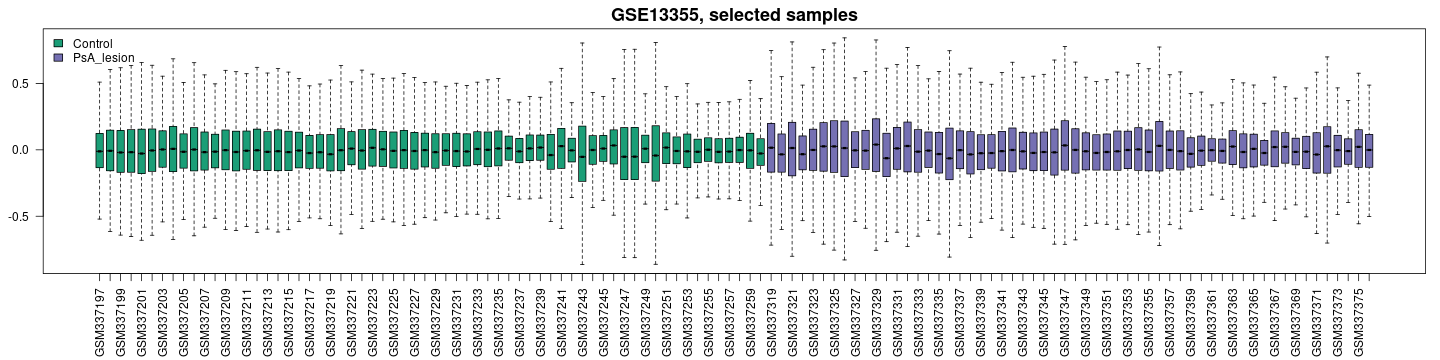 GSE13355, selected samples
Control
PsA_lesion
0.5
0.0
-0.5
GSM337197
GSM337199
GSM337201
GSM337203
GSM337205
GSM337207
GSM337209
GSM337211
GSM337213
GSM337215
GSM337217
GSM337219
GSM337221
GSM337223
GSM337225
GSM337227
GSM337229
GSM337231
GSM337233
GSM337235
GSM337237
GSM337239
GSM337241
GSM337243
GSM337245
GSM337247
GSM337249
GSM337251
GSM337253
GSM337255
GSM337257
GSM337259
GSM337319
GSM337321
GSM337323
GSM337325
GSM337327
GSM337329
GSM337331
GSM337333
GSM337335
GSM337337
GSM337339
GSM337341
GSM337343
GSM337345
GSM337347
GSM337349
GSM337351
GSM337353
GSM337355
GSM337357
GSM337359
GSM337361
GSM337363
GSM337365
GSM337367
GSM337369
GSM337371
GSM337373
GSM337375